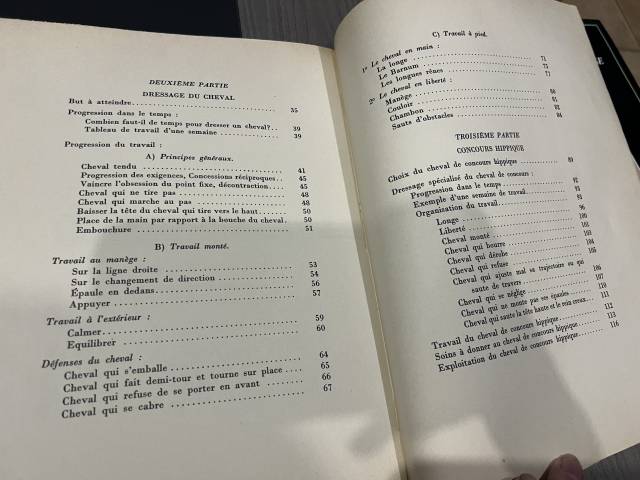 DEUXIÈME PARTIE
DRESSAGE DU CHEVAL
But à atteindre........................ 35
Progression dans le temps :
Combien faut-il de temps pour dresser un cheval?.. 39
Tableau de travail d'une semaine .............. 39
Progression du travail :
A) Principes généraux.
Cheval tendu .............................. 41
Progression des exigences, Concessions réciproques.. 45
Vaincre l'obsession du point fixe, décontraction.... 45
Cheval qui ne tire pas ...................... 48
Cheval qui marche au pas .................. 48
Baisser la tête du cheval qui tire vers le haut....... 50
Place de la main par rapport à la bouche du cheval. 50
Embouchure .............................. 51
B) Travail monté.
Travail au manège :
Sur la ligne droite ...................... 53
Sur le changement de direction ............ 54
Épaule en dedans........................ 56
Appuyer .............................. 57
Travail à l'extérieur :
Calmer.............................. 59
Equilibrer .......................... 60
Défenses du cheval :
Cheval qui s'emballe .................... 64
Cheval qui fait demi-tour et tourne sur place .... 65
Cheval qui refuse de se porter en avant ........ 66
Cheval qui se cabre .................... 67
C) Travail à pied.
1° Le cheval en main :
La longe .................... 71
Le Barnum .................. 75
Les longues rênes ............ 77
2° Le cheval en liberté :
Manège ....................
Couloir ....................
Chambon ..................
Sauts d'obstacles ............ 84
TROISIÈME PARTIE
CONCOURS HIPPIQUE
Choix du cheval de concours hippique ............ 89
Dressage spécialisé du cheval de concours :
Progression dans le temps .............. 92
Exemple d'une semaine de travail..........
Organisation du travail ..................
Longe .......................... 96
Liberté .......................... 100
Cheval monté .................... 101
Cheval qui bourre ................ 103
Cheval qui dérobe ................ 104
Cheval qui refuse ................ 105
Cheval qui ajuste mal sa trajectoire ou qui
saute de travers .................. 106
Cheval qui se néglige .............. 108
Cheval qui ne monte pas ses épaules ...... 110
Cheval qui saute la tête haute et le rein creux.... 111
Travail du cheval de concours hippique............ 112
Soins à donner au cheval de concours hippique...... 114
Exploitation du cheval de concours hippique........ 116